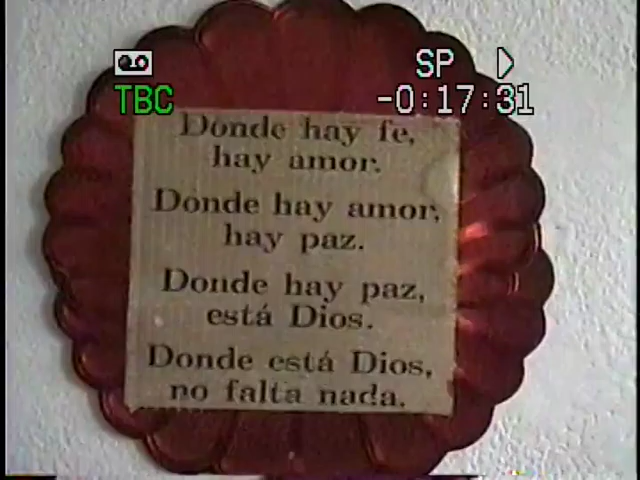 SP
TBC -0:17:31
Donde hay fe,
hay amor.
Donde hay amor,
hay paz.
Donde hay paz,
está Dios.
Donde está Dios,
no falta nada.